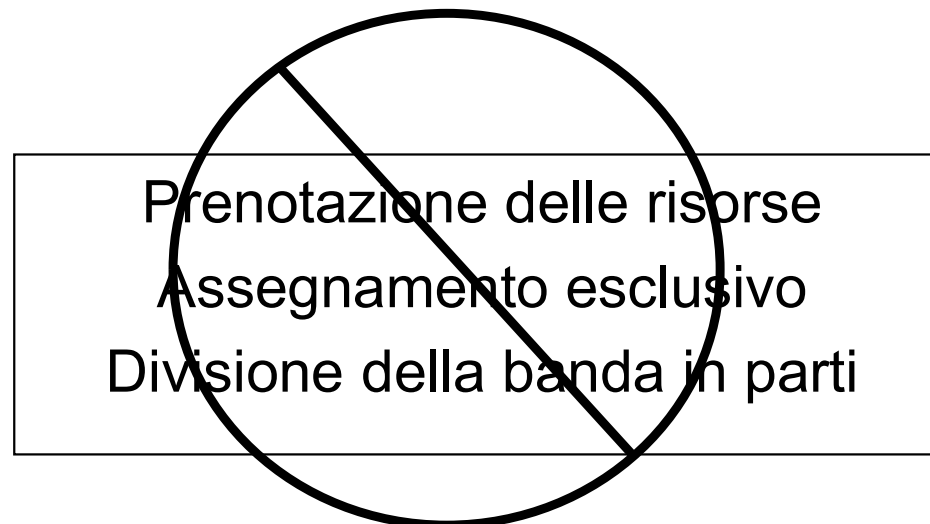 Prenotazione delle risorse
Assegnamento esclusivo
Divisione della banda in parti